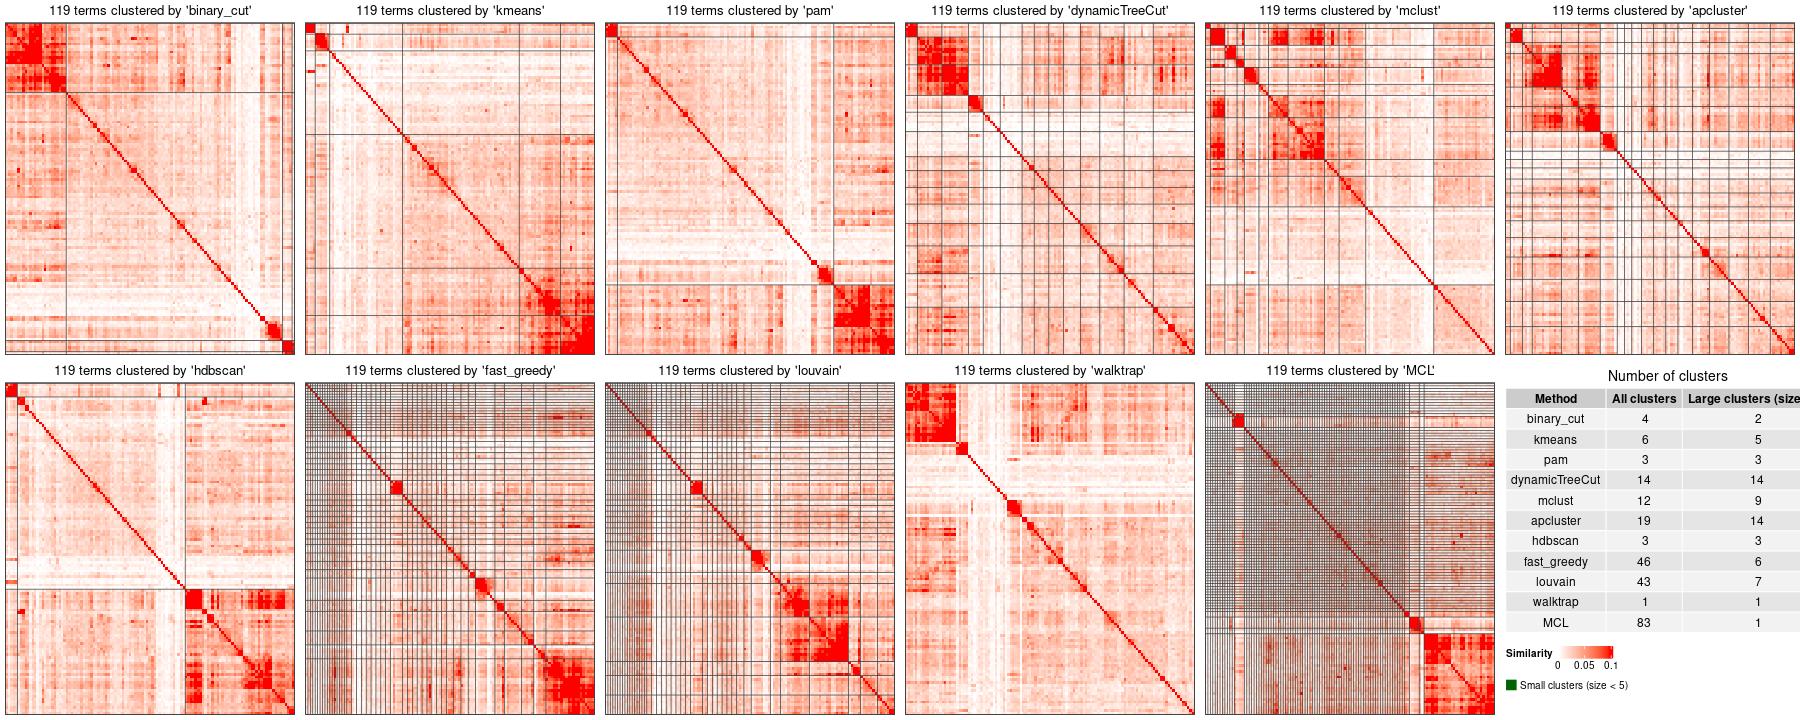 119 terms clustered by 'binary_cut'
119 terms clustered by 'kmeans'
119 terms clustered by 'pam'
119 terms clustered by 'dynamicTreeCut'
119 terms clustered by 'mclust'
119 terms clustered by 'apcluster'
119 terms clustered by 'hdbscan'
119 terms clustered by 'fast_greedy'
119 terms clustered by 'louvain'
119 terms clustered by 'walktrap'
119 terms clustered by 'MCL'
Number of clusters
Method All clusters Large clusters (size
binary_cut 4 2
kmeans 6 5
pam 3 3
dynamicTreeCut 14 14
mclust 12 9
apcluster 19 14
hdbscan 3 3
fast_greedy 46 6
louvain 43 7
walktrap 1 1
MCL 83 1
Similarity
0 0.05 0.1
Small clusters (size < 5)